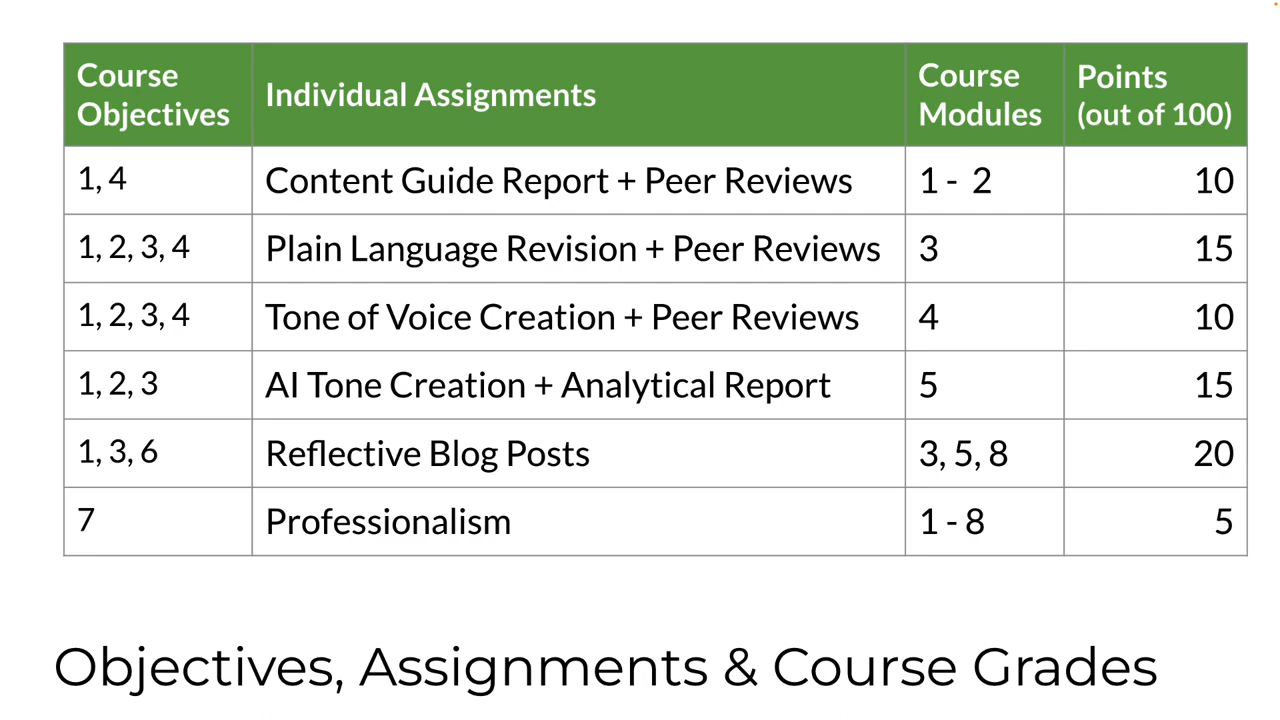 Course Objectives | Individual Assignments | Course Modules | Points (out of 100)
1, 4 | Content Guide Report + Peer Reviews | 1 -  2 | 10
1, 2, 3, 4 | Plain Language Revision + Peer Reviews | 3 | 15
1, 2, 3, 4 | Tone of Voice Creation + Peer Reviews | 4 | 10
1, 2, 3 | AI Tone Creation + Analytical Report | 5 | 15
1, 3, 6 | Reflective Blog Posts | 3, 5, 8 | 20
7 | Professionalism | 1 - 8 | 5
Objectives, Assignments & Course Grades